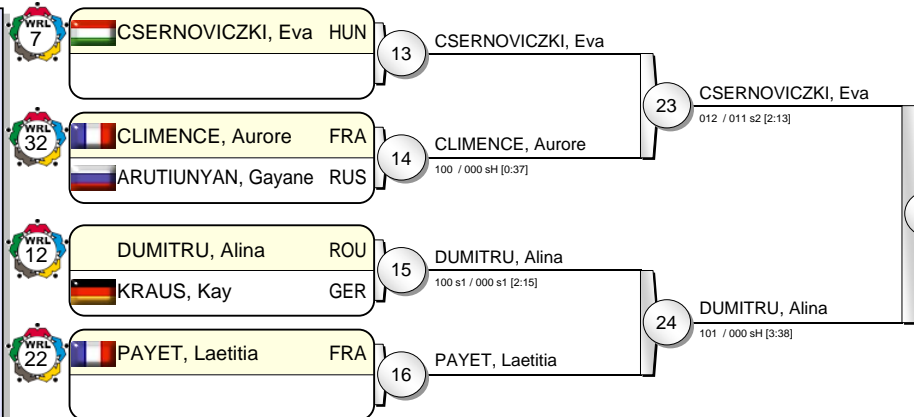 WRL
7
CSERNOVICZKI, Eva HUN
13
CSERNOVICZKI, Eva
23
CSERNOVICZKI, Eva
012 / 011 s2 [2:13]
WRL
32
CLIMENCE, Aurore FRA
ARUTIUNYAN, Gayane RUS
14
CLIMENCE, Aurore
100 / 000 sH [0:37]
WRL
12
DUMITRU, Alina ROU
KRAUS, Kay GER
15
DUMITRU, Alina
100 s1 / 000 s1 [2:15]
24
DUMITRU, Alina
101 / 000 sH [3:38]
WRL
22
PAYET, Laetitia FRA
16
PAYET, Laetitia